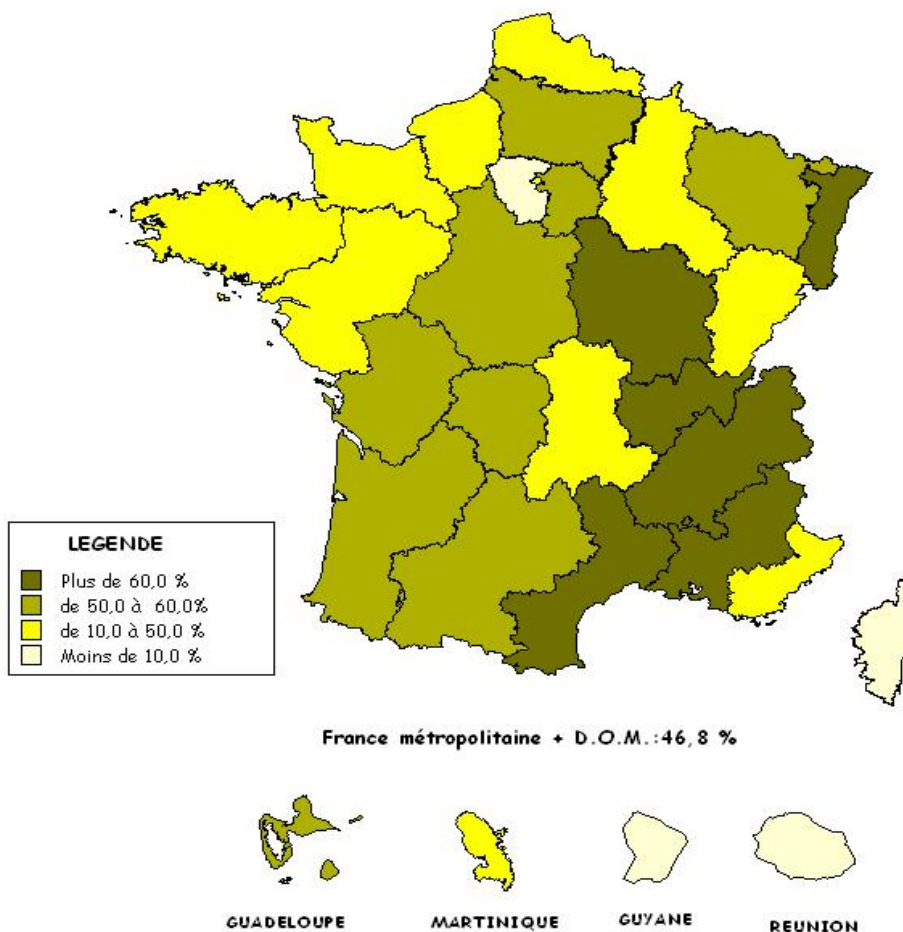 LEGENDE
Plus de 60,0 %
de 50,0 à 60,0%
de 10,0 à 50,0 %
Moins de 10,0 %
France métropolitaine + D.O.M.:46,8 %
GUADELOUPE MARTINIQUE GUYANE REUNION